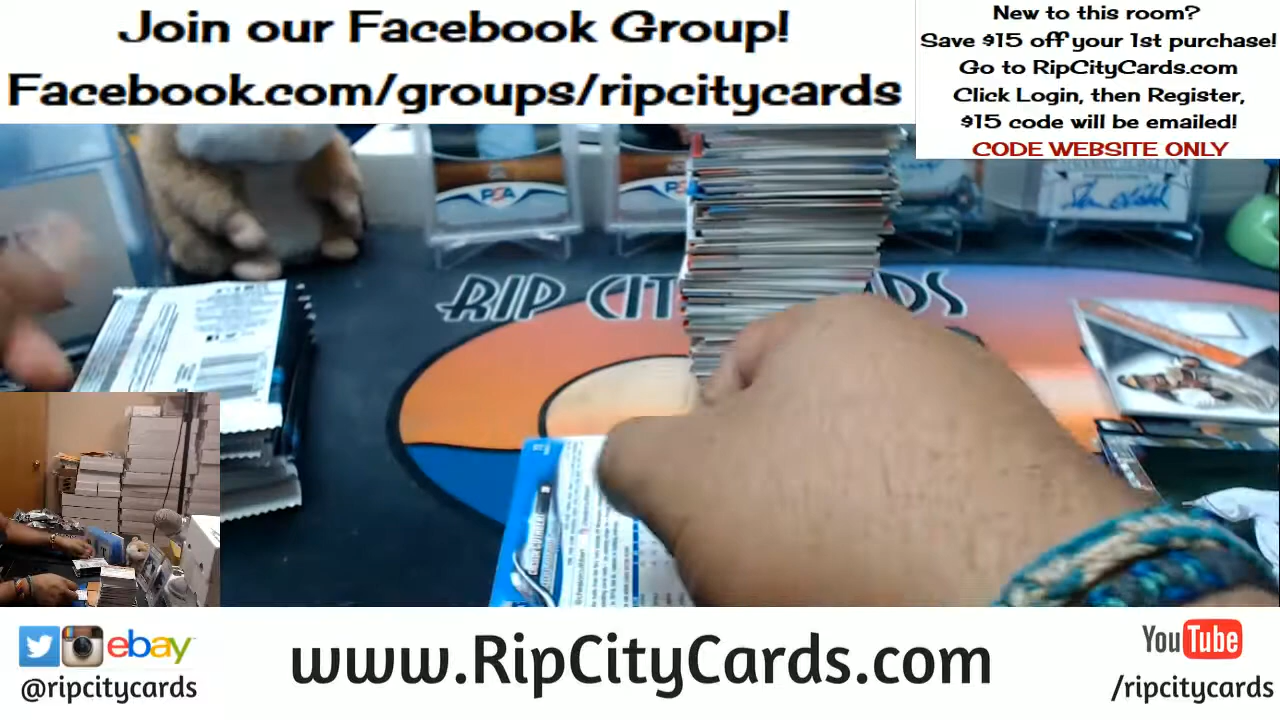 Join our Facebook Group!
Facebook.com/groups/ripcitycards
New to this room?
Save $15 off your 1st purchase!
Go to RipCityCards.com
Click Login, then Register,
$15 code will be emailed!
CODE WEBSITE ONLY
PSA
PSA
RIP
ebay
@ripcitycards
www.RipCityCards.com
YouTube
/ripcitycards